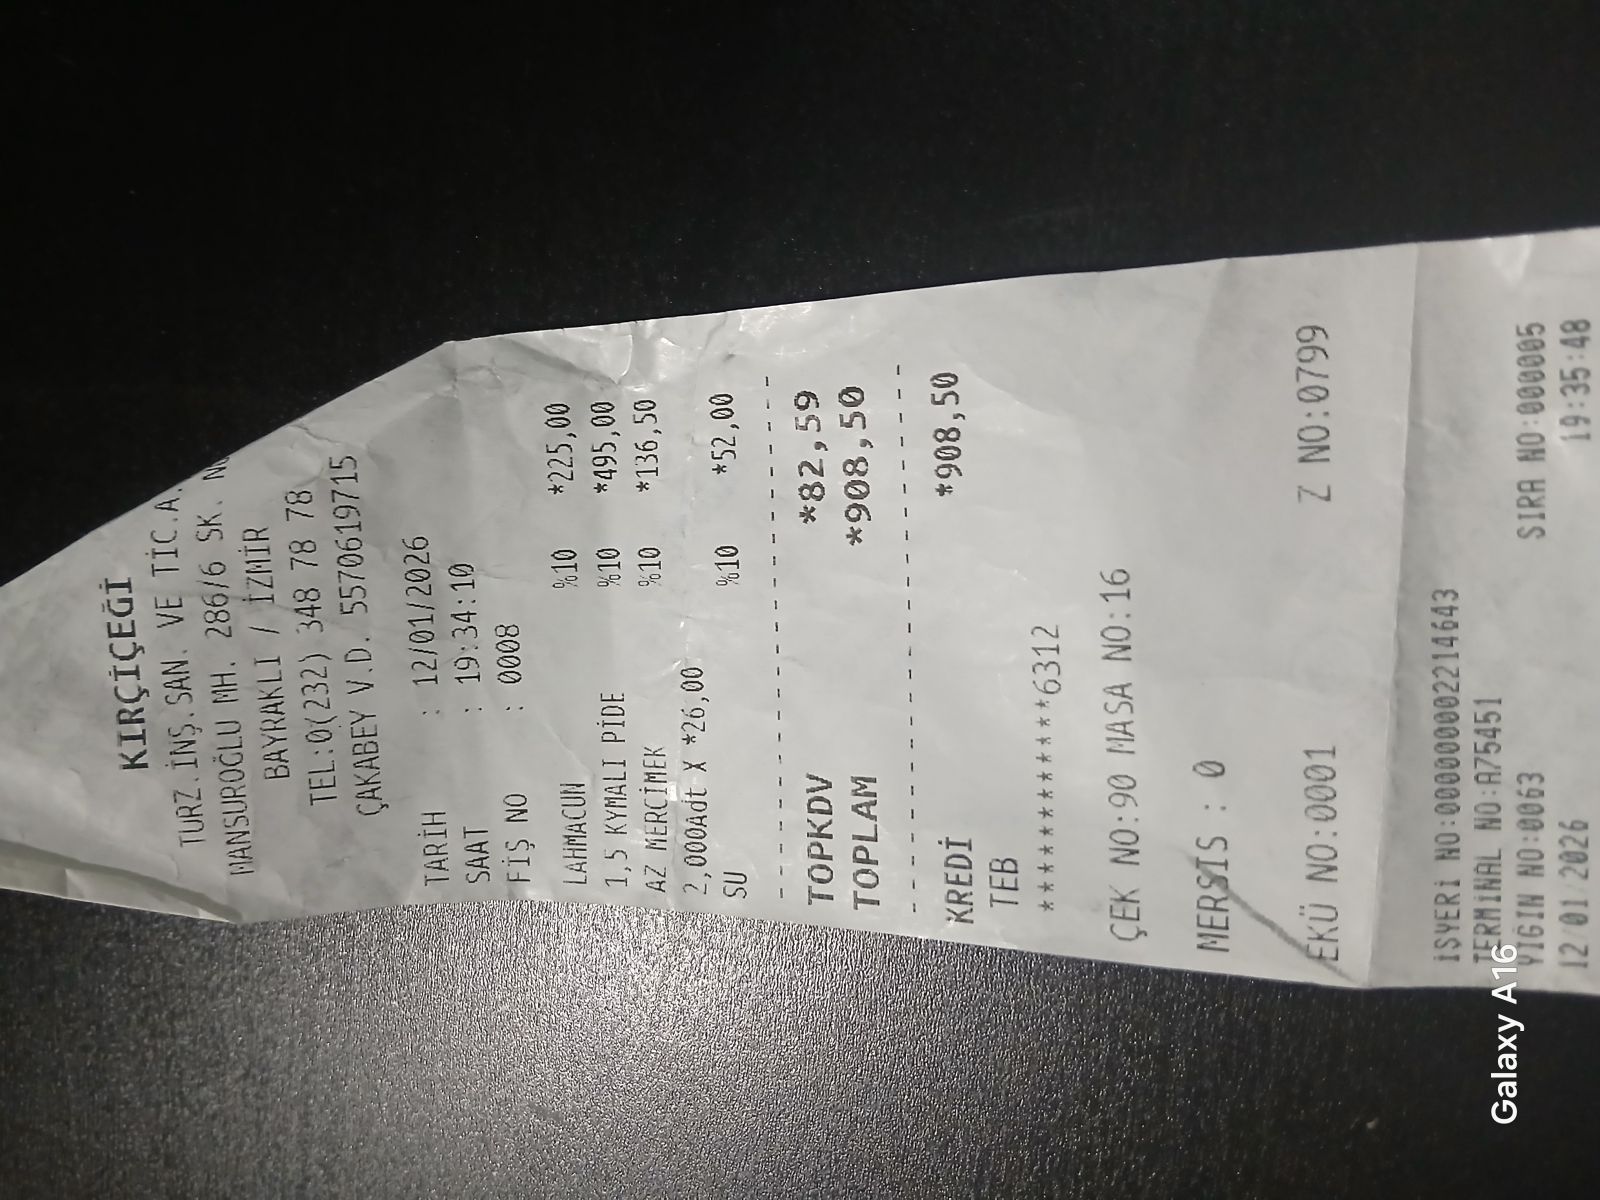 KIRÇİÇEĞİ
TURZ.İNŞ.SAN. VE TİC.A.
MANSUROĞLU MH. 286/6 SK.
BAYRAKLI / İZMİR
TEL:0(232) 348 78 78
ÇAKABEY V.D. 5570619715
TARİH : 12/01/2026
SAAT : 19:34:10
FİŞ NO : 0008
LAHMACUN %10 *225,00
1,5 KYMALI PİDE %10 *495,00
AZ MERCİMEK %10 *136,50
2,000Adt X *26,00
SU %10 *52,00
TOPKDV *82,59
TOPLAM *908,50
KREDİ *908,50
TEB
************6312
ÇEK NO:90 MASA NO:16
MERSİS : 0
EKÜ NO:0001 Z NO:0799
İSYERİ NO:000000002214643
TERMİNAL NO:A75451
YIGIN NO:0063 SIRA NO:000005
12/01/2026 19:35:48
Galaxy A16